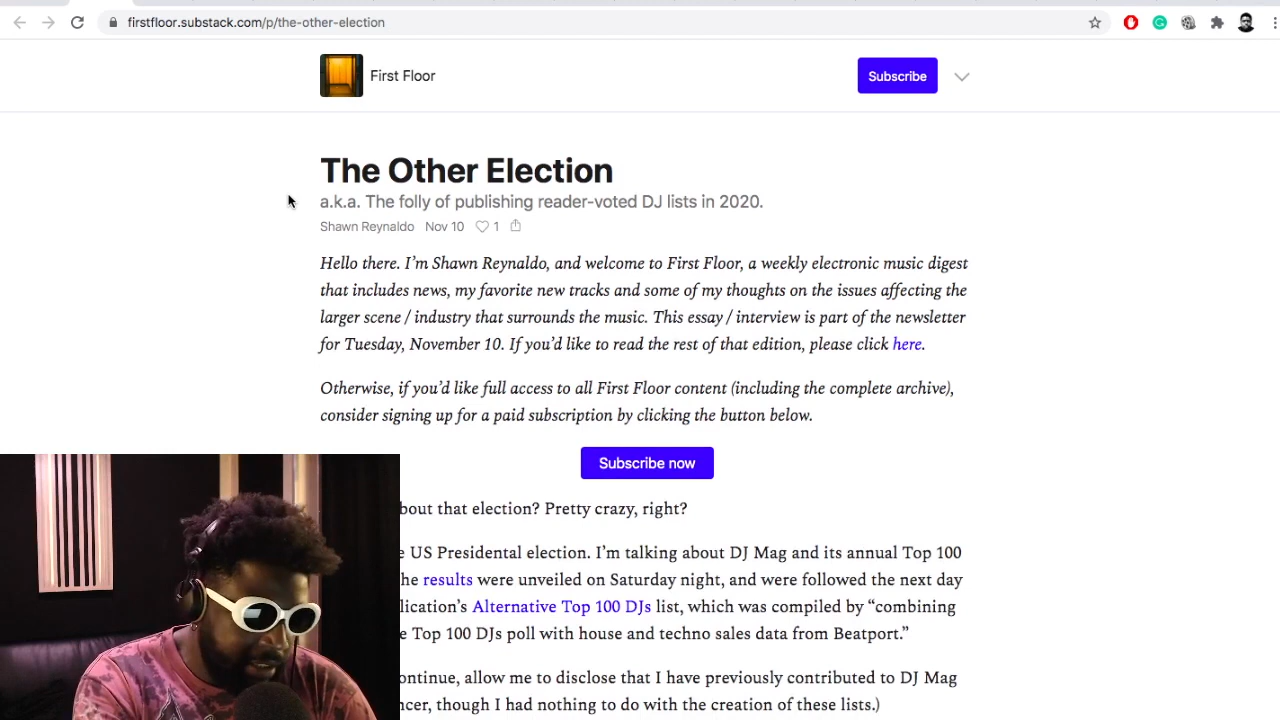 firstfloor.substack.com/p/the-other-election
First Floor
Subscribe
The Other Election
a.k.a. The folly of publishing reader-voted DJ lists in 2020.
Shawn Reynaldo Nov 10 1
Hello there. I’m Shawn Reynaldo, and welcome to First Floor, a weekly electronic music digest
that includes news, my favorite new tracks and some of my thoughts on the issues affecting the
larger scene / industry that surrounds the music. This essay / interview is part of the newsletter
for Tuesday, November 10. If you’d like to read the rest of that edition, please click here.
Otherwise, if you’d like full access to all First Floor content (including the complete archive),
consider signing up for a paid subscription by clicking the button below.
Subscribe now
bout that election? Pretty crazy, right?
e US Presidential election. I’m talking about DJ Mag and its annual Top 100
he results were unveiled on Saturday night, and were followed the next day
lication’s Alternative Top 100 DJs list, which was compiled by “combining
e Top 100 DJs poll with house and techno sales data from Beatport.”
ontinue, allow me to disclose that I have previously contributed to DJ Mag
ncer, though I had nothing to do with the creation of these lists.)